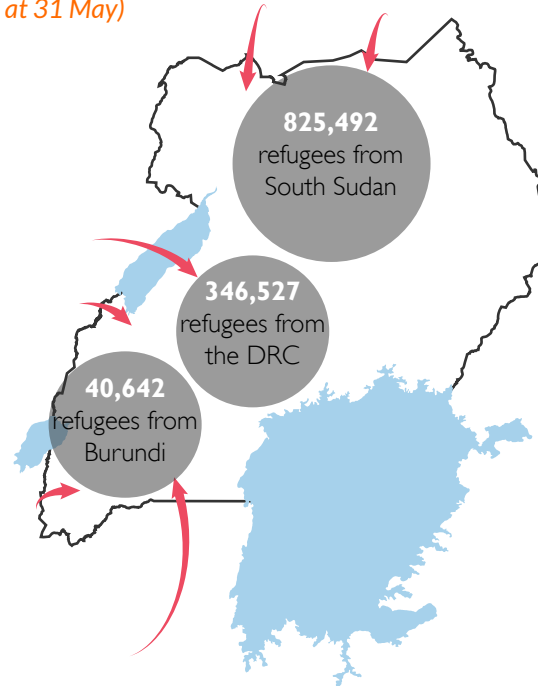 at 31 May)
825,492
refugees from
South Sudan
346,527
refugees from
the DRC
40,642
refugees from
Burundi